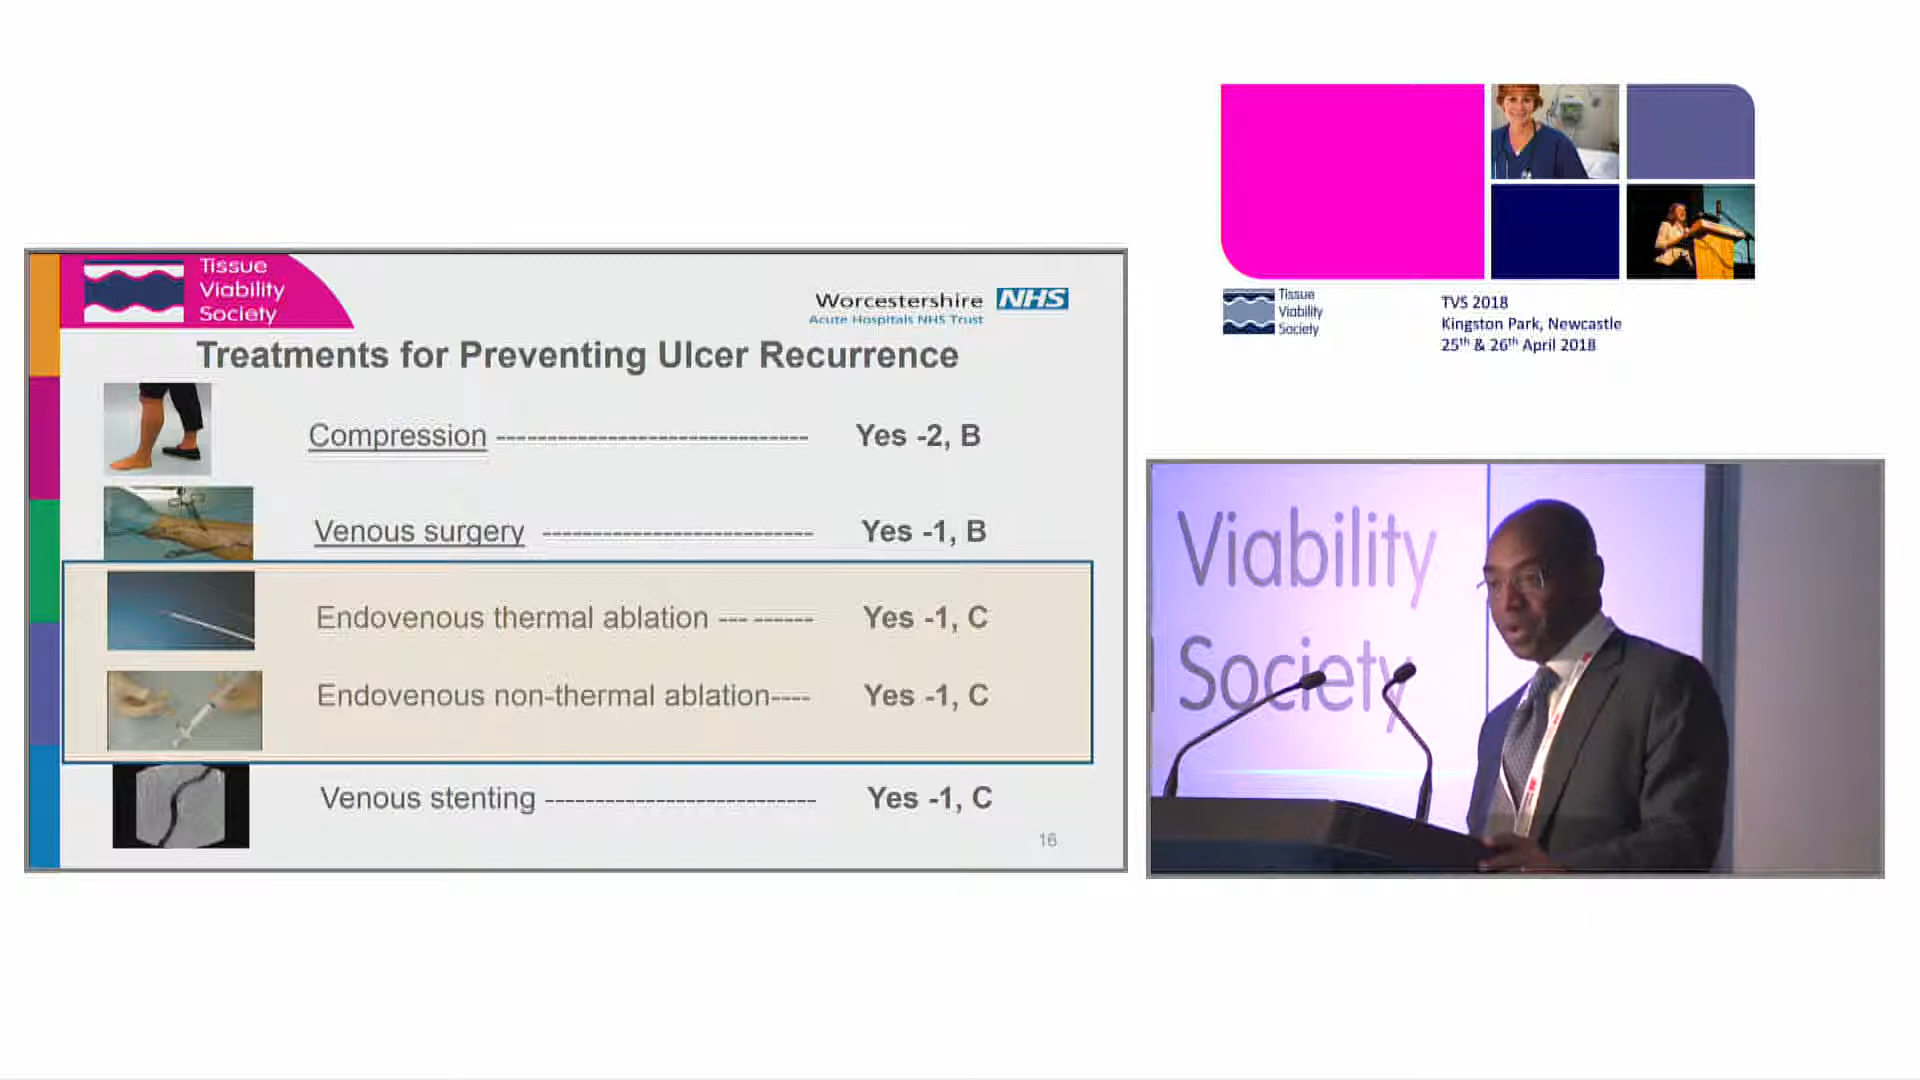 Tissue
Viability
Society
Worcestershire NHS
Acute Hospitals NHS Trust
Treatments for Preventing Ulcer Recurrence
Compression ------------------------------- Yes -2, B
Venous surgery --------------------------- Yes -1, B
Endovenous thermal ablation --- ------ Yes -1, C
Endovenous non-thermal ablation---- Yes -1, C
Venous stenting --------------------------- Yes -1, C
16
Tissue
Viability
Society
TVS 2018
Kingston Park, Newcastle
25th & 26th April 2018
Viability
Society